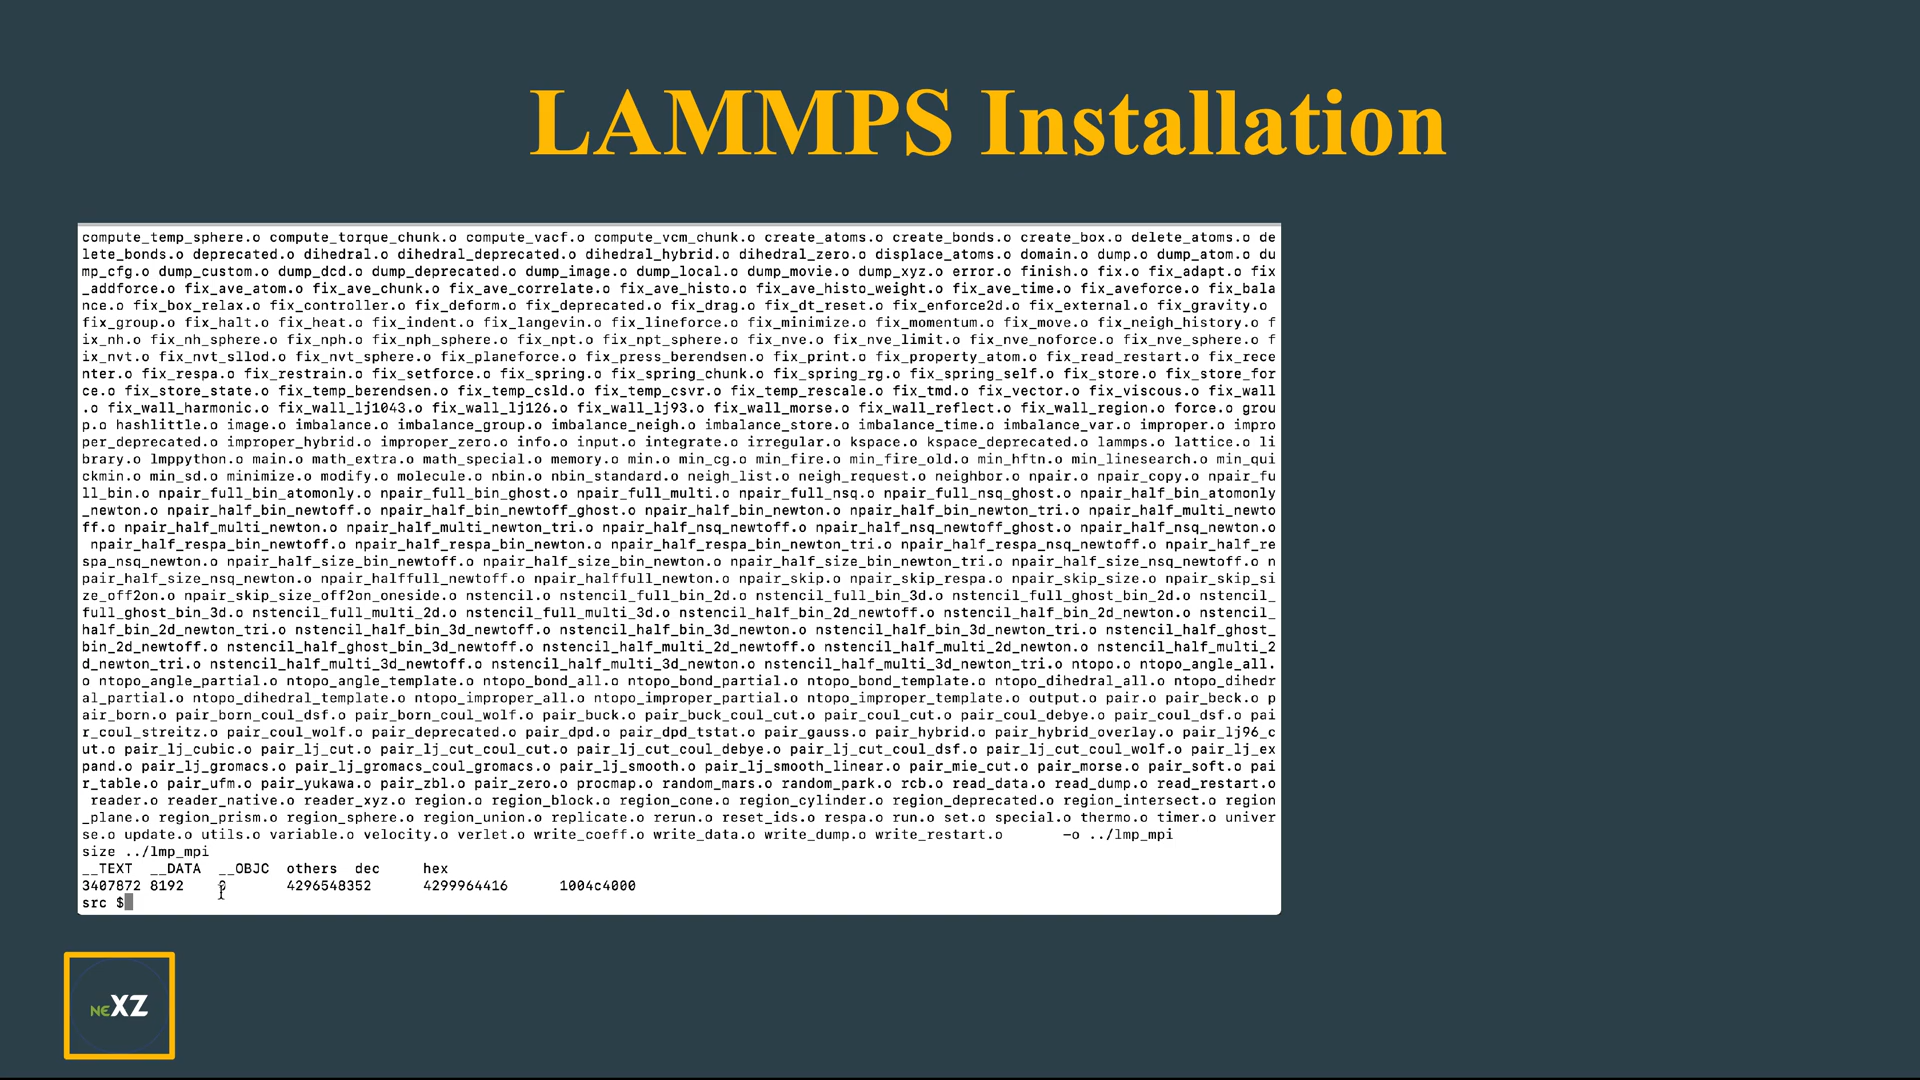 LAMMPS Installation
compute_temp_sphere.o compute_torque_chunk.o compute_vacf.o compute_vcm_chunk.o create_atoms.o create_bonds.o create_box.o delete_atoms.o de
lete_bonds.o deprecated.o dihedral.o dihedral_deprecated.o dihedral_hybrid.o dihedral_zero.o displace_atoms.o domain.o dump.o dump_atom.o du
mp_cfg.o dump_custom.o dump_dcd.o dump_deprecated.o dump_image.o dump_local.o dump_movie.o dump_xyz.o error.o finish.o fix.o fix_adapt.o fix
_addforce.o fix_ave_atom.o fix_ave_chunk.o fix_ave_correlate.o fix_ave_histo.o fix_ave_histo_weight.o fix_ave_time.o fix_aveforce.o fix_bala
nce.o fix_box_relax.o fix_controller.o fix_deform.o fix_deprecated.o fix_drag.o fix_dt_reset.o fix_enforce2d.o fix_external.o fix_gravity.o
fix_group.o fix_halt.o fix_heat.o fix_indent.o fix_langevin.o fix_lineforce.o fix_minimize.o fix_momentum.o fix_move.o fix_neigh_history.o f
ix_nh.o fix_nh_sphere.o fix_nph.o fix_nph_sphere.o fix_npt.o fix_npt_sphere.o fix_nve.o fix_nve_limit.o fix_nve_noforce.o fix_nve_sphere.o f
ix_nvt.o fix_nvt_sllod.o fix_nvt_sphere.o fix_planeforce.o fix_press_berendsen.o fix_print.o fix_property_atom.o fix_read_restart.o fix_rece
nter.o fix_respa.o fix_restrain.o fix_setforce.o fix_spring.o fix_spring_chunk.o fix_spring_rg.o fix_spring_self.o fix_store.o fix_store_for
ce.o fix_store_state.o fix_temp_berendsen.o fix_temp_csld.o fix_temp_csvr.o fix_temp_rescale.o fix_tmd.o fix_vector.o fix_viscous.o fix_wall
.o fix_wall_harmonic.o fix_wall_lj1043.o fix_wall_lj126.o fix_wall_lj93.o fix_wall_morse.o fix_wall_reflect.o fix_wall_region.o force.o grou
p.o hashlittle.o image.o imbalance.o imbalance_group.o imbalance_neigh.o imbalance_store.o imbalance_time.o imbalance_var.o improper.o impro
per_deprecated.o improper_hybrid.o improper_zero.o info.o input.o integrate.o irregular.o kspace.o kspace_deprecated.o lammps.o lattice.o li
brary.o lmppython.o main.o math_extra.o math_special.o memory.o min.o min_cg.o min_fire.o min_fire_old.o min_hftn.o min_linesearch.o min_qui
ckmin.o min_sd.o minimize.o modify.o molecule.o nbin.o nbin_standard.o neigh_list.o neigh_request.o neighbor.o npair.o npair_copy.o npair_fu
ll_bin.o npair_full_bin_atomonly.o npair_full_bin_ghost.o npair_full_multi.o npair_full_nsq.o npair_full_nsq_ghost.o npair_half_bin_atomonly
_newton.o npair_half_bin_newtoff.o npair_half_bin_newtoff_ghost.o npair_half_bin_newton.o npair_half_bin_newton_tri.o npair_half_multi_newto
ff.o npair_half_multi_newton.o npair_half_multi_newton_tri.o npair_half_nsq_newtoff.o npair_half_nsq_newtoff_ghost.o npair_half_nsq_newton.o
npair_half_respa_bin_newtoff.o npair_half_respa_bin_newton.o npair_half_respa_bin_newton_tri.o npair_half_respa_nsq_newtoff.o npair_half_re
spa_nsq_newton.o npair_half_size_bin_newtoff.o npair_half_size_bin_newton.o npair_half_size_bin_newton_tri.o npair_half_size_nsq_newtoff.o n
pair_half_size_nsq_newton.o npair_halffull_newtoff.o npair_halffull_newton.o npair_skip.o npair_skip_respa.o npair_skip_size.o npair_skip_si
ze_off2on.o npair_skip_size_off2on_oneside.o nstencil.o nstencil_full_bin_2d.o nstencil_full_bin_3d.o nstencil_full_ghost_bin_2d.o nstencil_
full_ghost_bin_3d.o nstencil_full_multi_2d.o nstencil_full_multi_3d.o nstencil_half_bin_2d_newtoff.o nstencil_half_bin_2d_newton.o nstencil_
half_bin_2d_newton_tri.o nstencil_half_bin_3d_newtoff.o nstencil_half_bin_3d_newton.o nstencil_half_bin_3d_newton_tri.o nstencil_half_ghost_
bin_2d_newtoff.o nstencil_half_ghost_bin_3d_newtoff.o nstencil_half_multi_2d_newtoff.o nstencil_half_multi_2d_newton.o nstencil_half_multi_2
d_newton_tri.o nstencil_half_multi_3d_newtoff.o nstencil_half_multi_3d_newton.o nstencil_half_multi_3d_newton_tri.o ntopo.o ntopo_angle_all.
o ntopo_angle_partial.o ntopo_angle_template.o ntopo_bond_all.o ntopo_bond_partial.o ntopo_bond_template.o ntopo_dihedral_all.o ntopo_dihedr
al_partial.o ntopo_dihedral_template.o ntopo_improper_all.o ntopo_improper_partial.o ntopo_improper_template.o output.o pair.o pair_beck.o p
air_born.o pair_born_coul_dsf.o pair_born_coul_wolf.o pair_buck.o pair_buck_coul_cut.o pair_coul_cut.o pair_coul_debye.o pair_coul_dsf.o pai
r_coul_streitz.o pair_coul_wolf.o pair_deprecated.o pair_dpd.o pair_dpd_tstat.o pair_gauss.o pair_hybrid.o pair_hybrid_overlay.o pair_lj96_c
ut.o pair_lj_cubic.o pair_lj_cut.o pair_lj_cut_coul_cut.o pair_lj_cut_coul_debye.o pair_lj_cut_coul_dsf.o pair_lj_cut_coul_wolf.o pair_lj_ex
pand.o pair_lj_gromacs.o pair_lj_gromacs_coul_gromacs.o pair_lj_smooth.o pair_lj_smooth_linear.o pair_mie_cut.o pair_morse.o pair_soft.o pai
r_table.o pair_ufm.o pair_yukawa.o pair_zbl.o pair_zero.o procmap.o random_mars.o random_park.o rcb.o read_data.o read_dump.o read_restart.o
reader.o reader_native.o reader_xyz.o region.o region_block.o region_cone.o region_cylinder.o region_deprecated.o region_intersect.o region
_plane.o region_prism.o region_sphere.o region_union.o replicate.o rerun.o reset_ids.o respa.o run.o set.o special.o thermo.o timer.o univer
se.o update.o utils.o variable.o velocity.o verlet.o write_coeff.o write_data.o write_dump.o write_restart.o -o ../lmp_mpi
size ../lmp_mpi
__TEXT __DATA __OBJC others dec hex
3407872 8192 0 4296548352 4299964416 1004c4000
src $
NEXZ